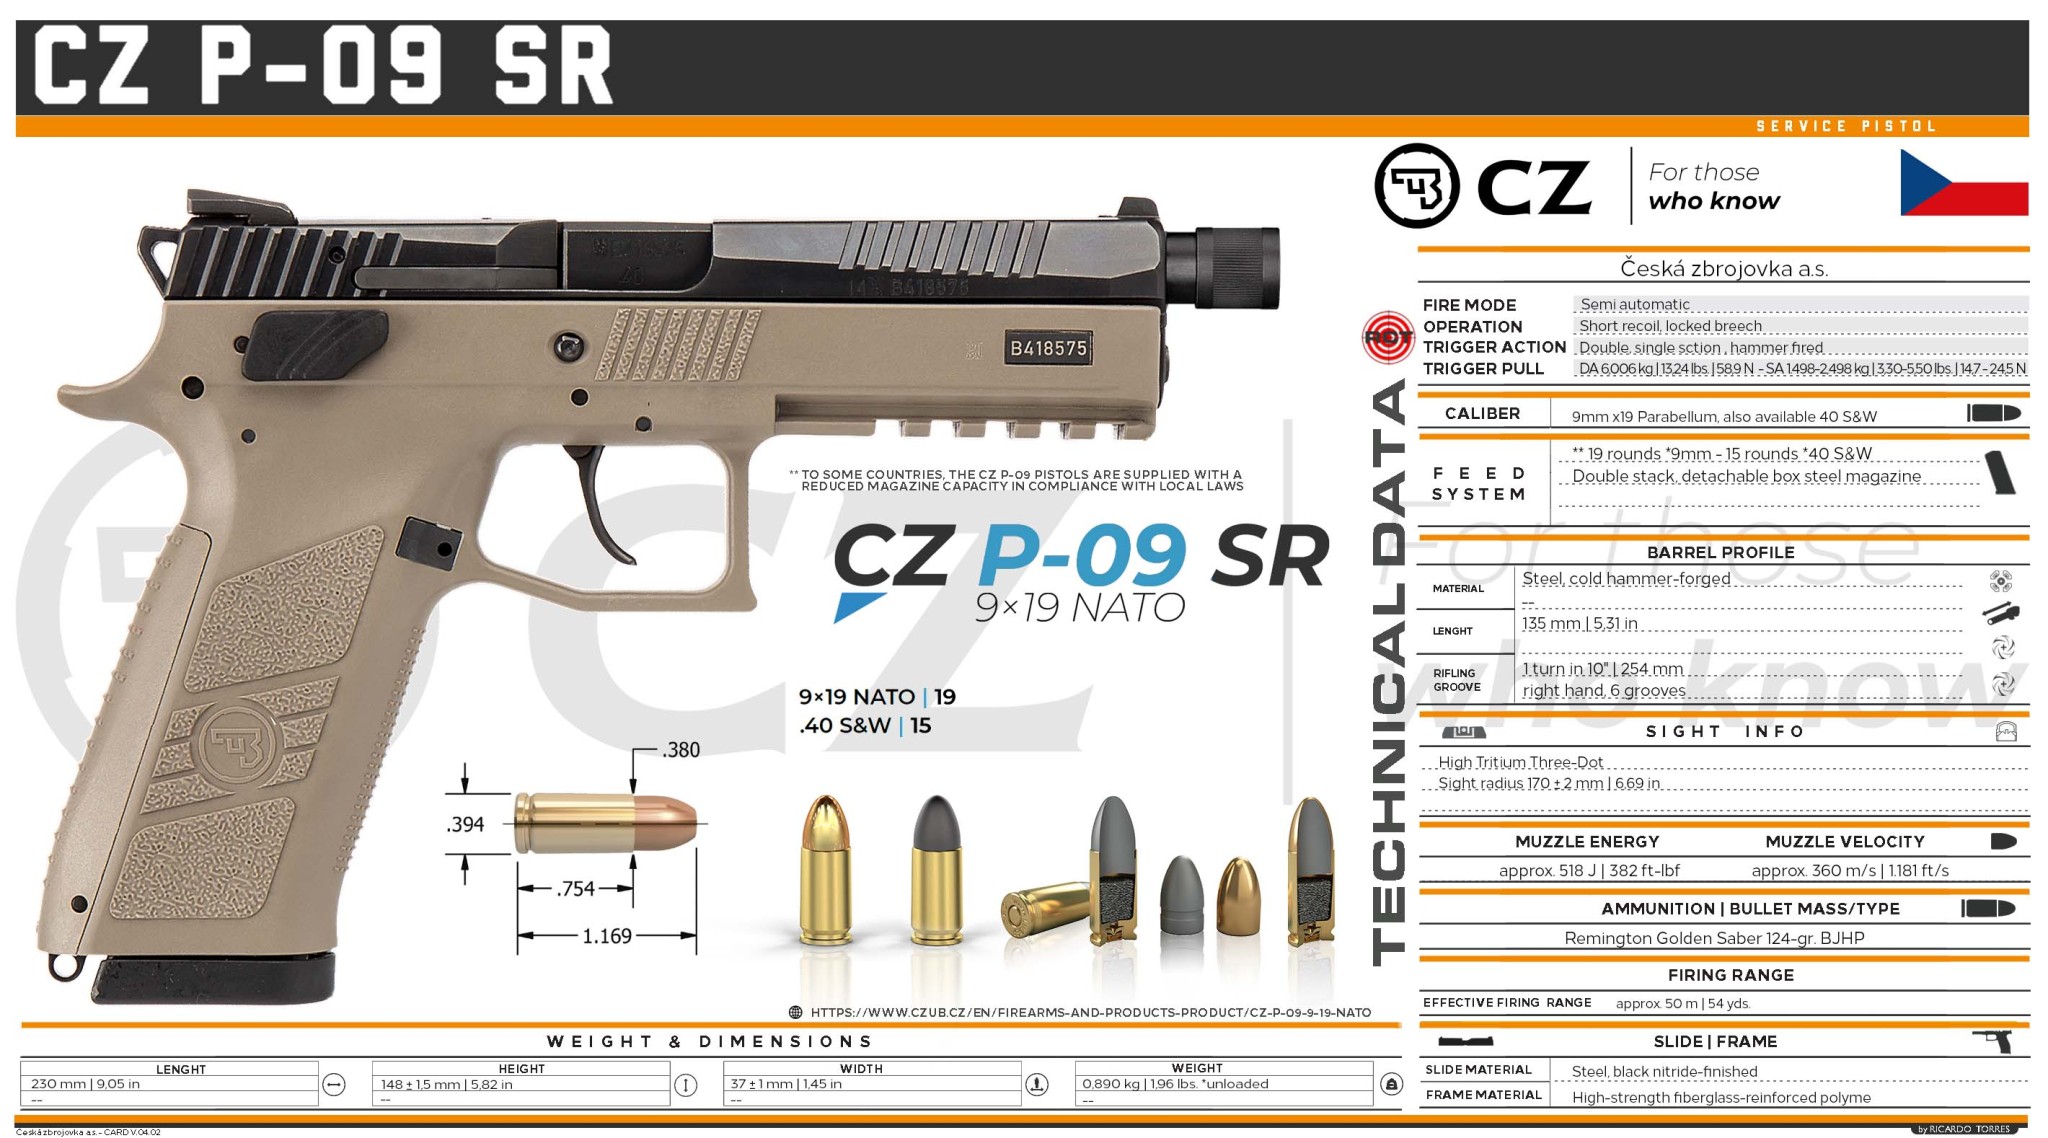 CZ P-09 SR
SERVICE PISTOL
CZ
For those
who know
Česká zbrojovka a.s.
FIRE MODE Semi automatic
OPERATION Short recoil, locked breech
TRIGGER ACTION Double, single sction , hammer fired
TRIGGER PULL DA 6,006 kg | 13,24 lbs. | 58,9 N - SA 1,498-2,498 kg | 3,30-5,50 lbs. | 14,7 - 24,5 N
RDT
TECHNICAL DATA
CALIBER 9mm x19 Parabellum, also available 40 S&W
FEED
SYSTEM
** 19 rounds *9mm - 15 rounds *40 S&W
Double stack, detachable box steel magazine
BARREL PROFILE
MATERIAL Steel, cold hammer-forged
--
LENGHT 135 mm | 5,31 in
RIFLING
GROOVE
1 turn in 10" | 254 mm
right hand, 6 grooves
SIGHT INFO
High Tritium Three-Dot
Sight radius 170 ± 2 mm | 6,69 in
MUZZLE ENERGY MUZZLE VELOCITY
approx. 518 J | 382 ft-lbf approx. 360 m/s | 1.181 ft/s
AMMUNITION | BULLET MASS/TYPE
Remington Golden Saber 124-gr. BJHP
FIRING RANGE
EFFECTIVE FIRING RANGE approx. 50 m | 54 yds.
SLIDE | FRAME
SLIDE MATERIAL Steel, black nitride-finished
FRAME MATERIAL High-strength fiberglass-reinforced polyme
14 B418575
B418575
** TO SOME COUNTRIES, THE CZ P-09 PISTOLS ARE SUPPLIED WITH A
REDUCED MAGAZINE CAPACITY IN COMPLIANCE WITH LOCAL LAWS
CZ P-09 SR
9×19 NATO
9×19 NATO | 19
.40 S&W | 15
.380
.394
.754
1.169
CZ
For those
who know
HTTPS://WWW.CZUB.CZ/EN/FIREARMS-AND-PRODUCTS-PRODUCT/CZ-P-09-9-19-NATO
WEIGHT & DIMENSIONS
LENGHT HEIGHT WIDTH WEIGHT
230 mm | 9,05 in 148 ± 1,5 mm | 5,82 in 37 ± 1 mm | 1,45 in 0,890 kg | 1,96 lbs. *unloaded
-- -- -- --
Česká zbrojovka a.s.- CARD V.04.02
by RICARDO TORRES